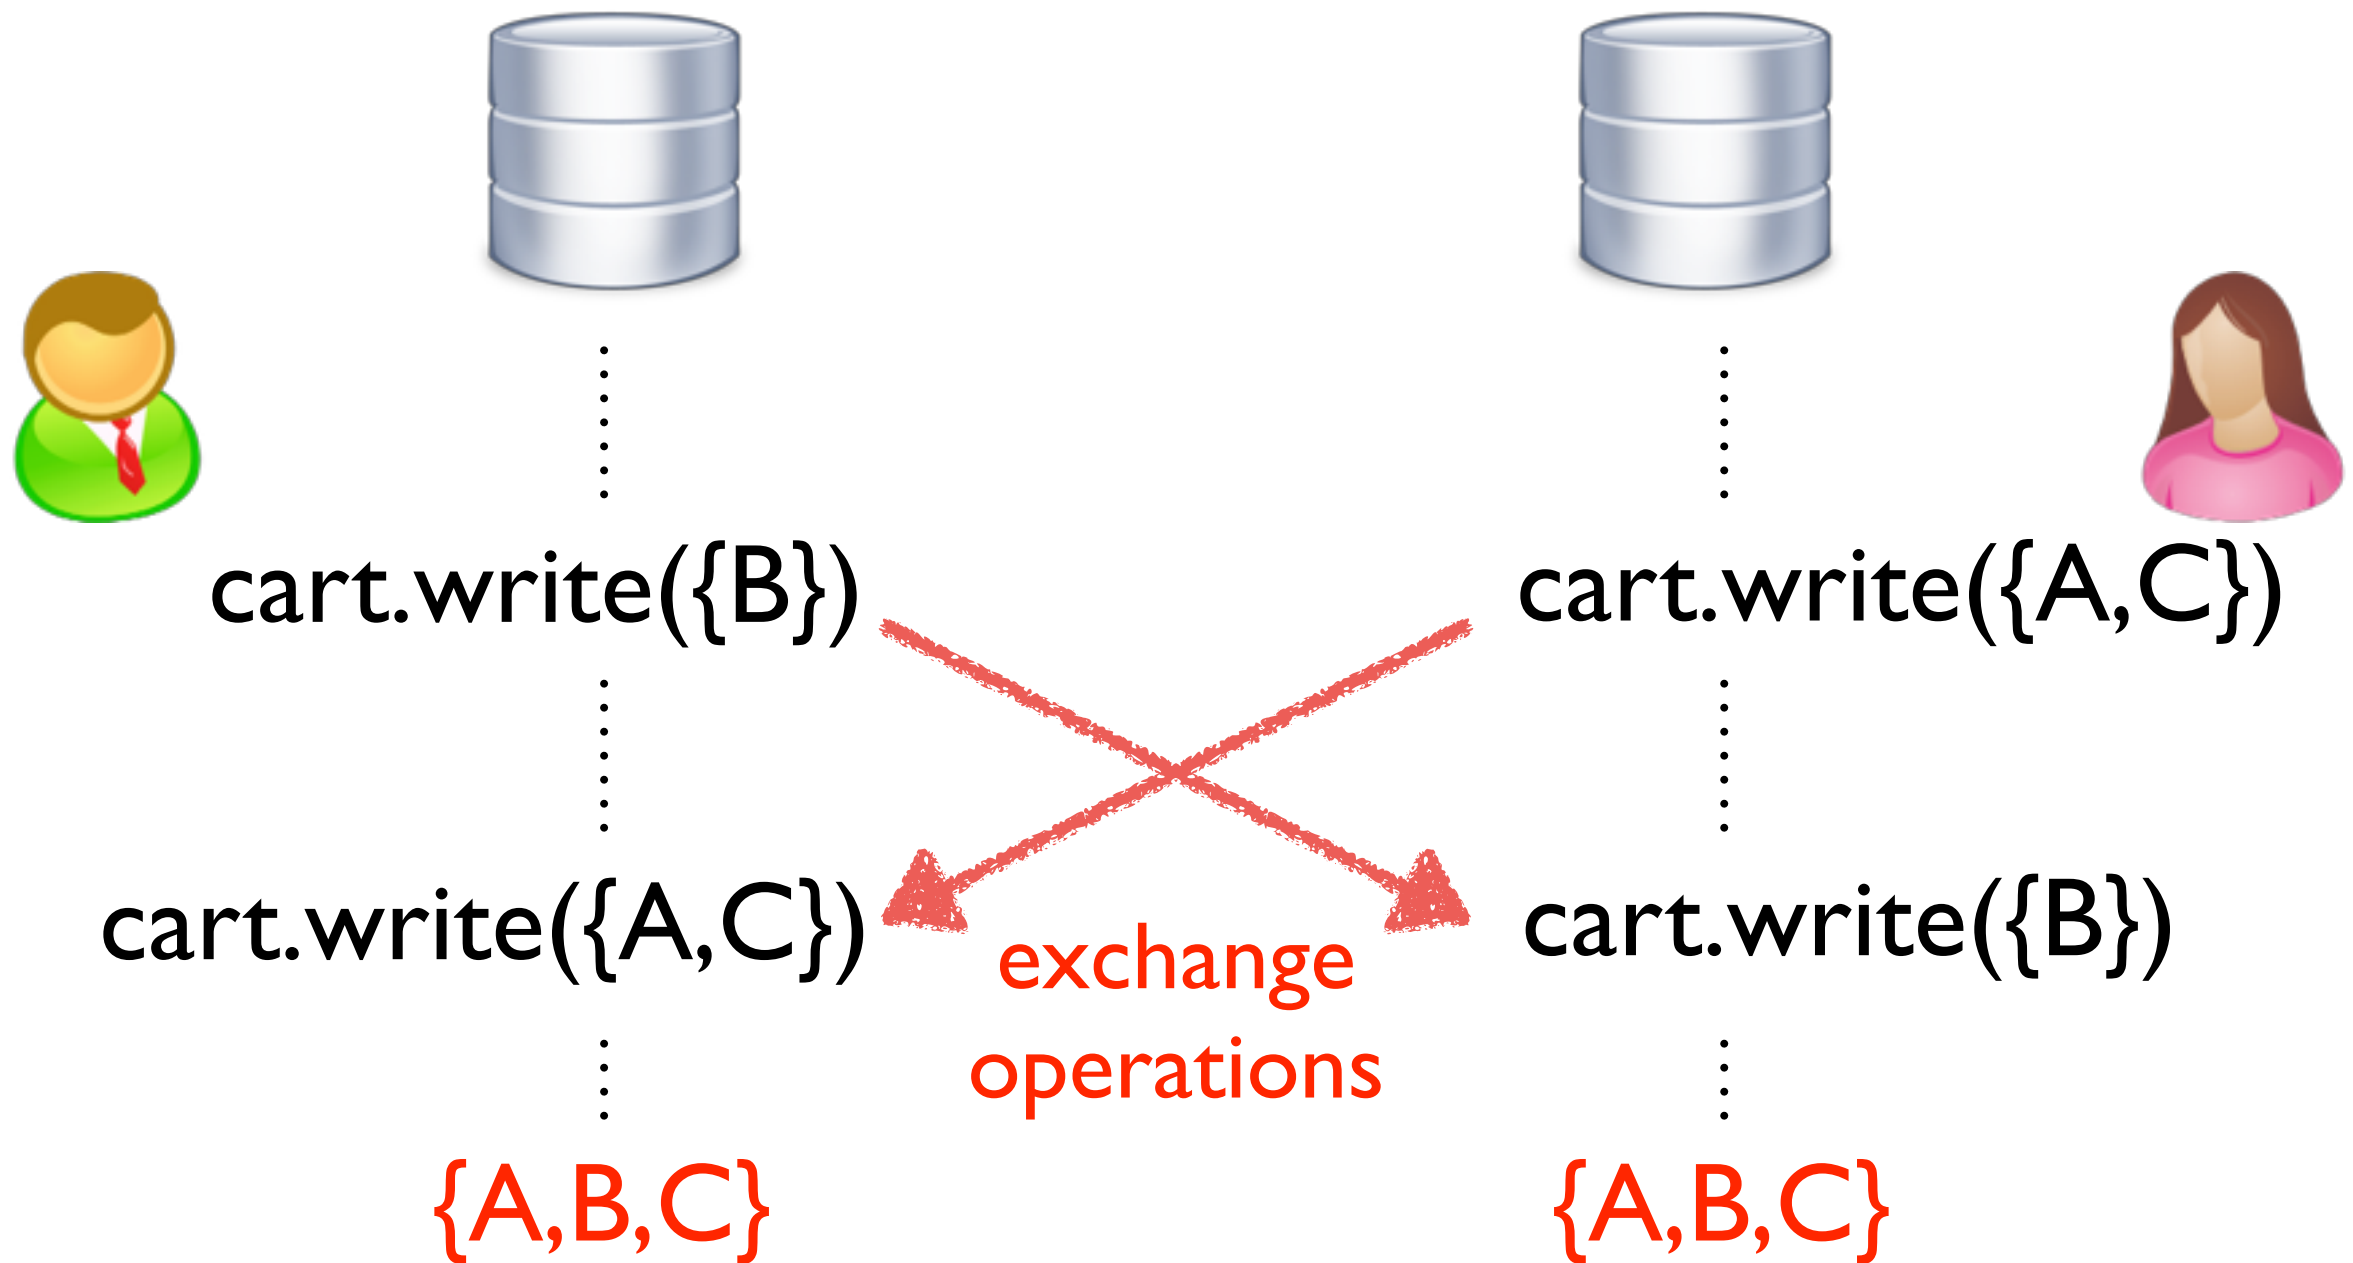 cart.write({B})
cart.write({A,C})
cart.write({A,C})
cart.write({B})
exchange
operations
{A,B,C}
{A,B,C}